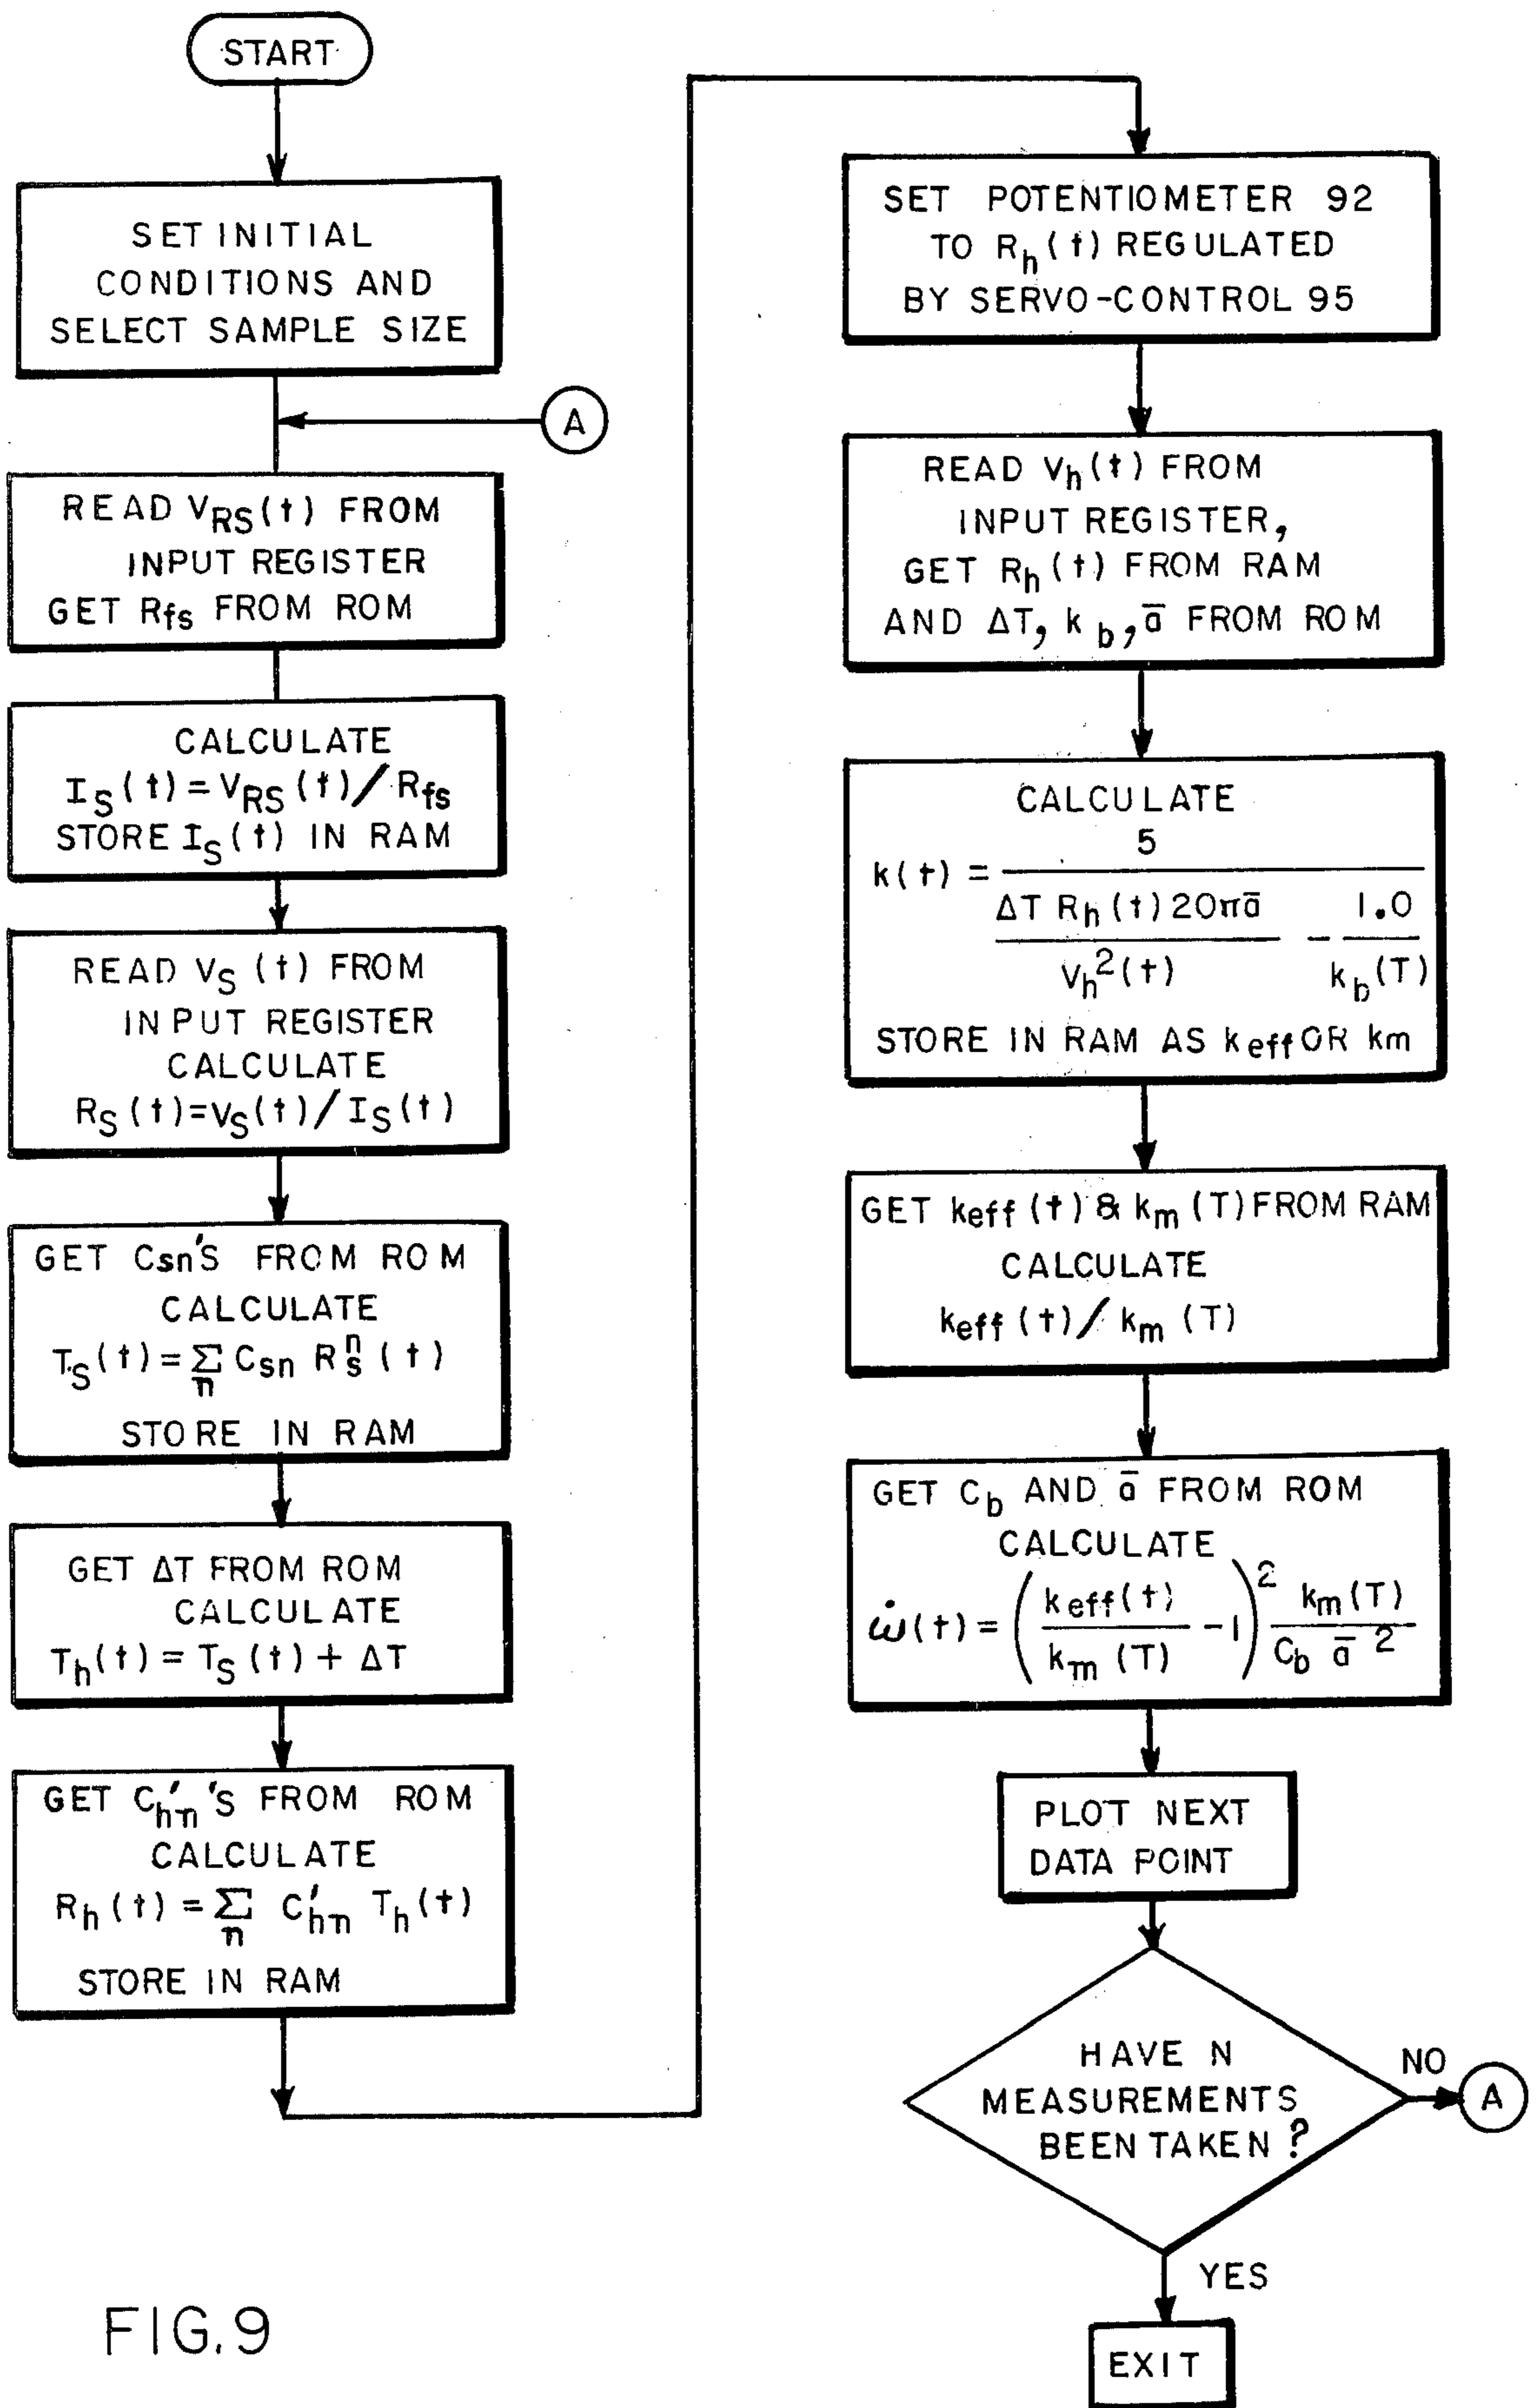 START
SET INITIAL
CONDITIONS AND
SELECT SAMPLE SIZE
A
READ V_RS(t) FROM
INPUT REGISTER
GET R_fs FROM ROM
CALCULATE
I_S(t) = V_RS(t) / R_fs
STORE I_S(t) IN RAM
READ V_S(t) FROM
INPUT REGISTER
CALCULATE
R_S(t) = V_S(t) / I_S(t)
GET C_sn'S FROM ROM
CALCULATE
T_S(t) = Σ_n C_sn R_s^n (t)
STORE IN RAM
GET ΔT FROM ROM
CALCULATE
T_h(t) = T_S(t) + ΔT
GET C'_hn'S FROM ROM
CALCULATE
R_h(t) = Σ_n C'_hn T_h(t)
STORE IN RAM
SET POTENTIOMETER 92
TO R_h(t) REGULATED
BY SERVO-CONTROL 95
READ V_h(t) FROM
INPUT REGISTER,
GET R_h(t) FROM RAM
AND ΔT, k_b, ā FROM ROM
CALCULATE
5
k(t) =
ΔT R_h(t) 20πā 1.0
-
V_h^2(t) k_b(T)
STORE IN RAM AS k_eff OR k_m
GET k_eff(t) & k_m(T) FROM RAM
CALCULATE
k_eff(t) / k_m(T)
GET C_b AND ā FROM ROM
CALCULATE
ω̇(t) = (k_eff(t) / k_m(T) - 1)^2 k_m(T) / C_b ā^2
PLOT NEXT
DATA POINT
HAVE N
MEASUREMENTS
BEEN TAKEN?
NO
A
YES
EXIT
FIG.9